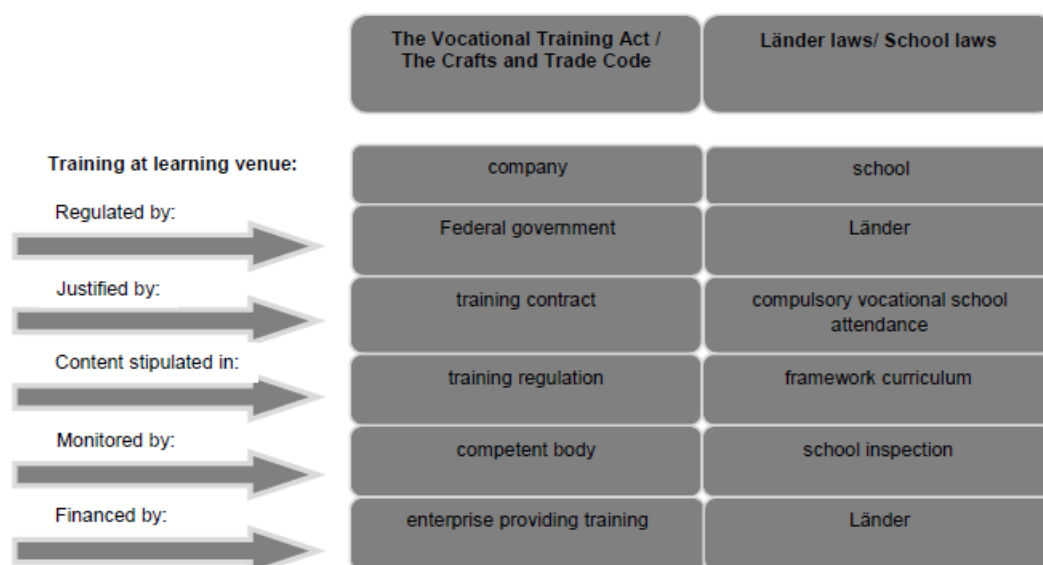 The Vocational Training Act /
The Crafts and Trade Code
Länder laws/ School laws
Training at learning venue:
company
school
Regulated by:
Federal government
Länder
Justified by:
training contract
compulsory vocational school
attendance
Content stipulated in:
training regulation
framework curriculum
Monitored by:
competent body
school inspection
Financed by:
enterprise providing training
Länder